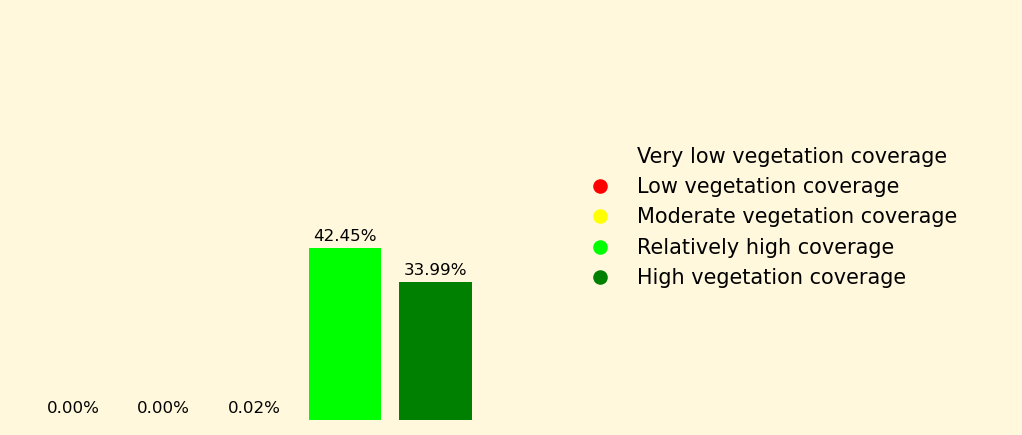 42.45%
33.99%
0.00%
0.00%
0.02%
Very low vegetation coverage
Low vegetation coverage
Moderate vegetation coverage
Relatively high coverage
High vegetation coverage